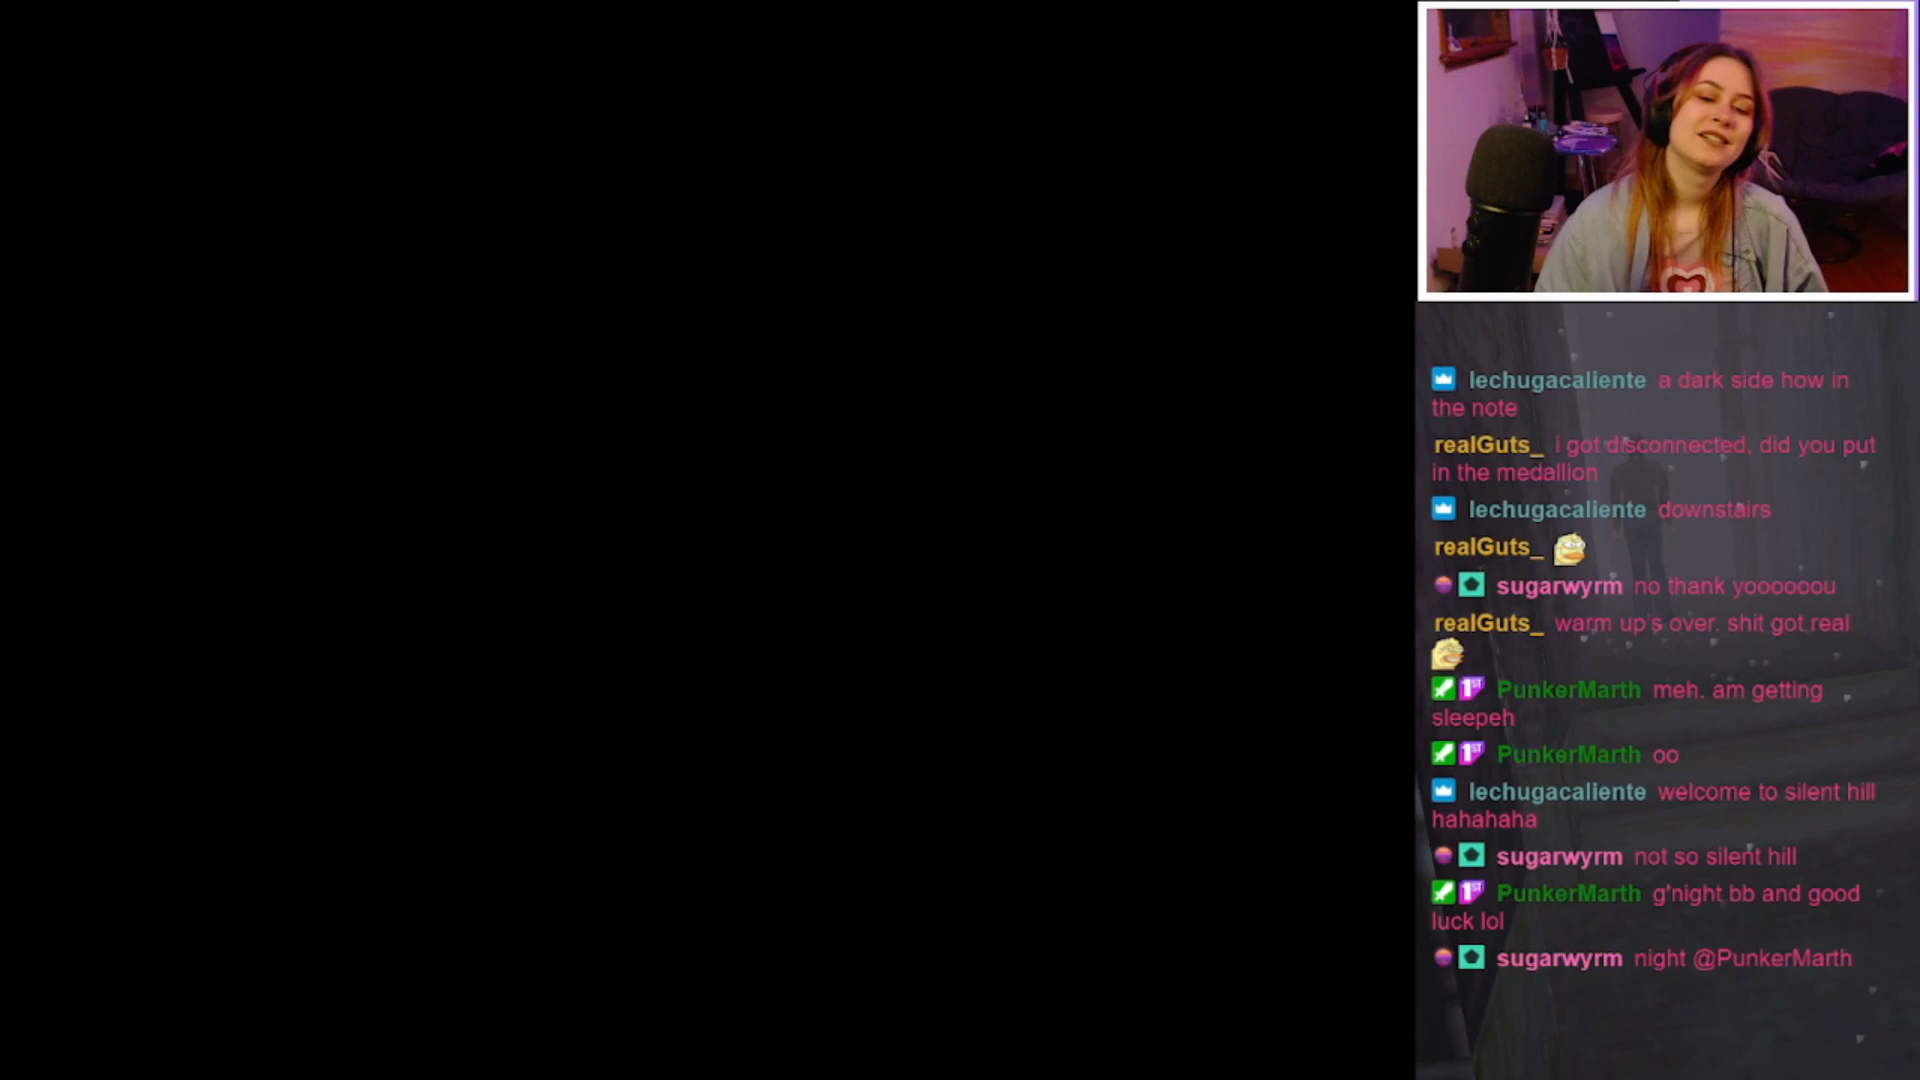 lechugacaliente a dark side how in
the note
realGuts_ i got disconnected, did you put
in the medallion
lechugacaliente downstairs
realGuts_
sugarwyrm no thank yoooooou
realGuts_ warm up's over. shit got real
1ST PunkerMarth meh. am getting
sleepeh
1ST PunkerMarth oo
lechugacaliente welcome to silent hill
hahahaha
sugarwyrm not so silent hill
1ST PunkerMarth g'night bb and good
luck lol
sugarwyrm night @PunkerMarth